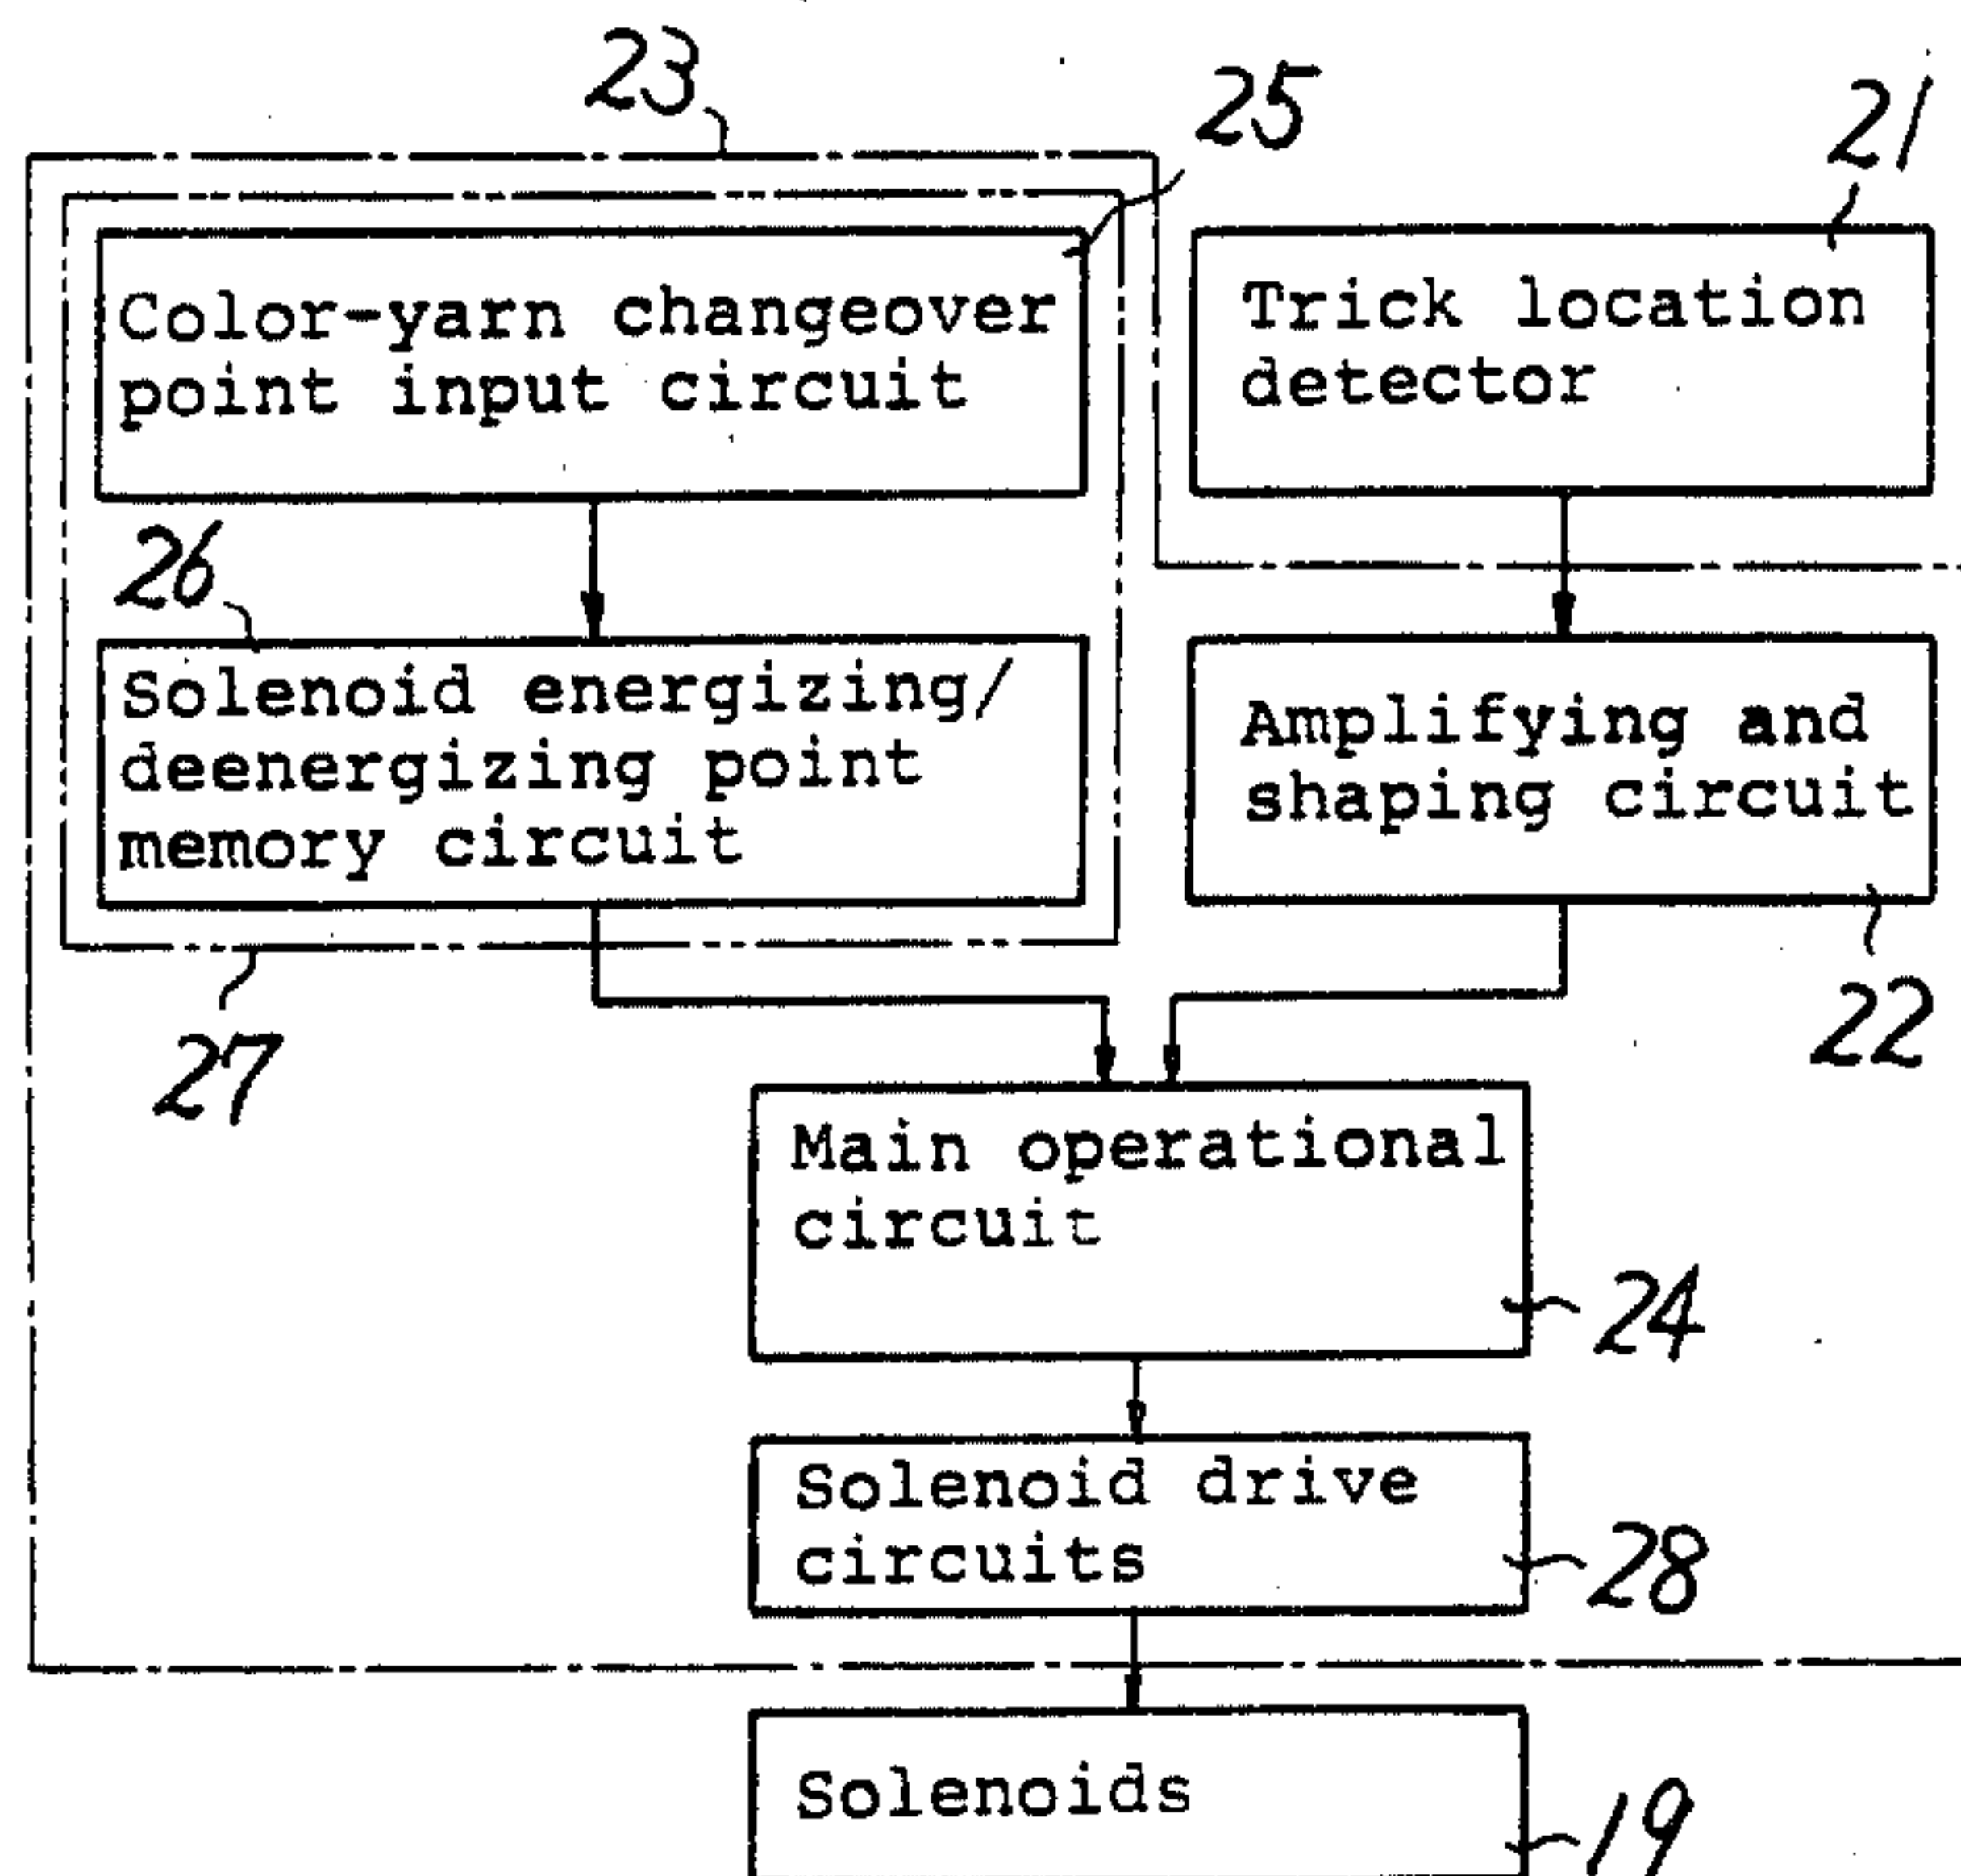 23
25
21
Color-yarn changeover
point input circuit
Trick location
detector
26
Solenoid energizing/
deenergizing point
memory circuit
Amplifying and
shaping circuit
27
22
Main operational
circuit
24
Solenoid drive
circuits
28
Solenoids
19